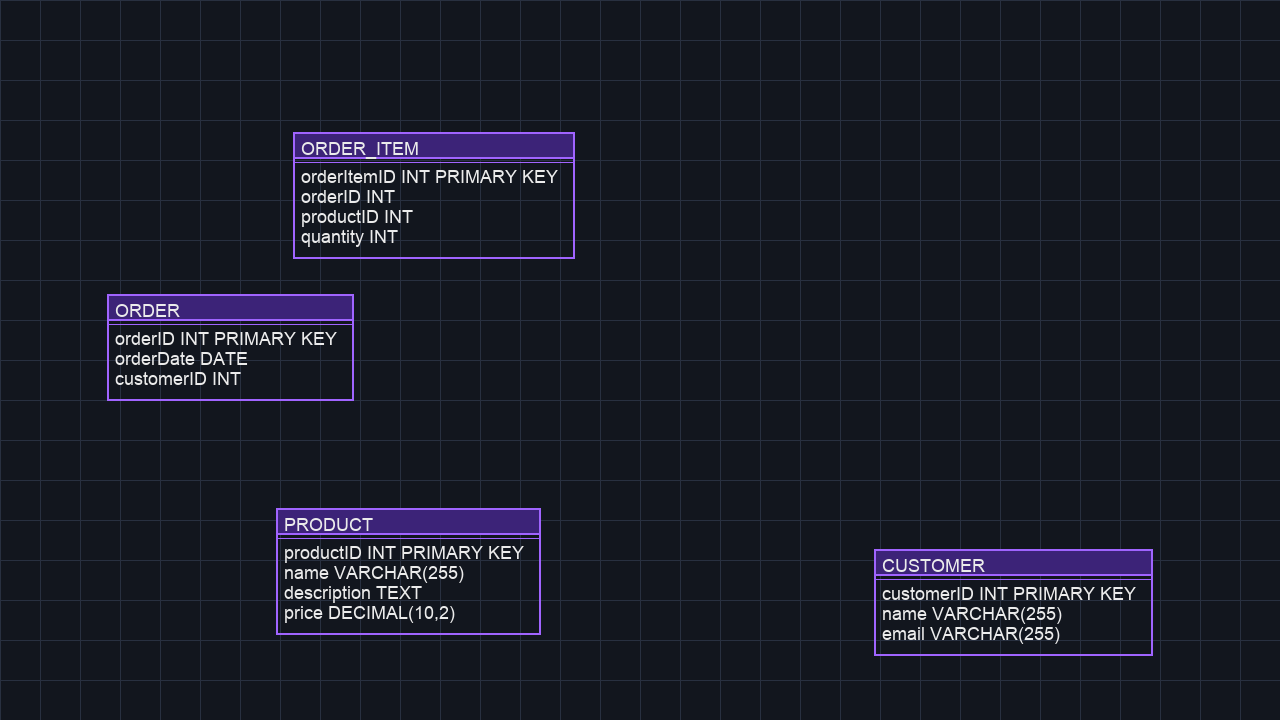 ORDER_ITEM
orderItemID INT PRIMARY KEY
orderID INT
productID INT
quantity INT
ORDER
orderID INT PRIMARY KEY
orderDate DATE
customerID INT
PRODUCT
productID INT PRIMARY KEY
name VARCHAR(255)
description TEXT
price DECIMAL(10,2)
CUSTOMER
customerID INT PRIMARY KEY
name VARCHAR(255)
email VARCHAR(255)